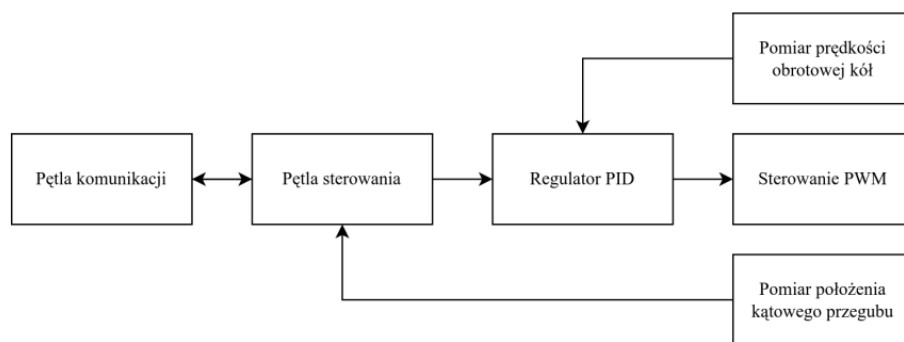 Pomiar prędkości
obrotowej kół
Pętla komunikacji
Pętla sterowania
Regulator PID
Sterowanie PWM
Pomiar położenia
kątowego przegubu